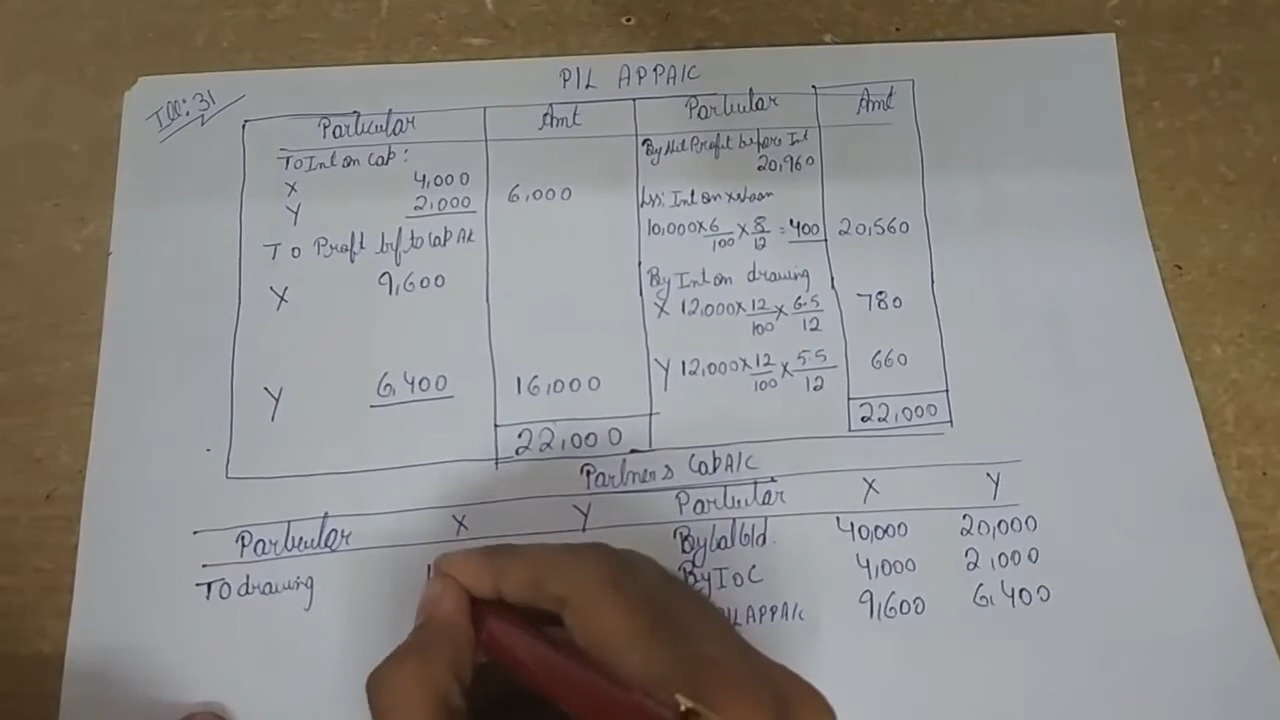 Ill: 31
P/L APPA/C
Particular Amt Particular Amt
To Int on Cap:
X 4,000
Y 2,000 6,000
To Profit trf to Cap A/c
X 9,600
Y 6,400 16,000
22,000
By Net Profit before Int
20,960
Less: Int on
10,000×6/100×8/12=400 20,560
By Int on drawing
X 12,000×12/100×6.5/12 780
Y 12,000×12/100×5.5/12 660
22,000
Partners Cap A/C
Particular X Y Particular X Y
To drawing By bal b/d. 40,000 20,000
By IOC 4,000 2,000
P/L APPA/C 9,600 6,400